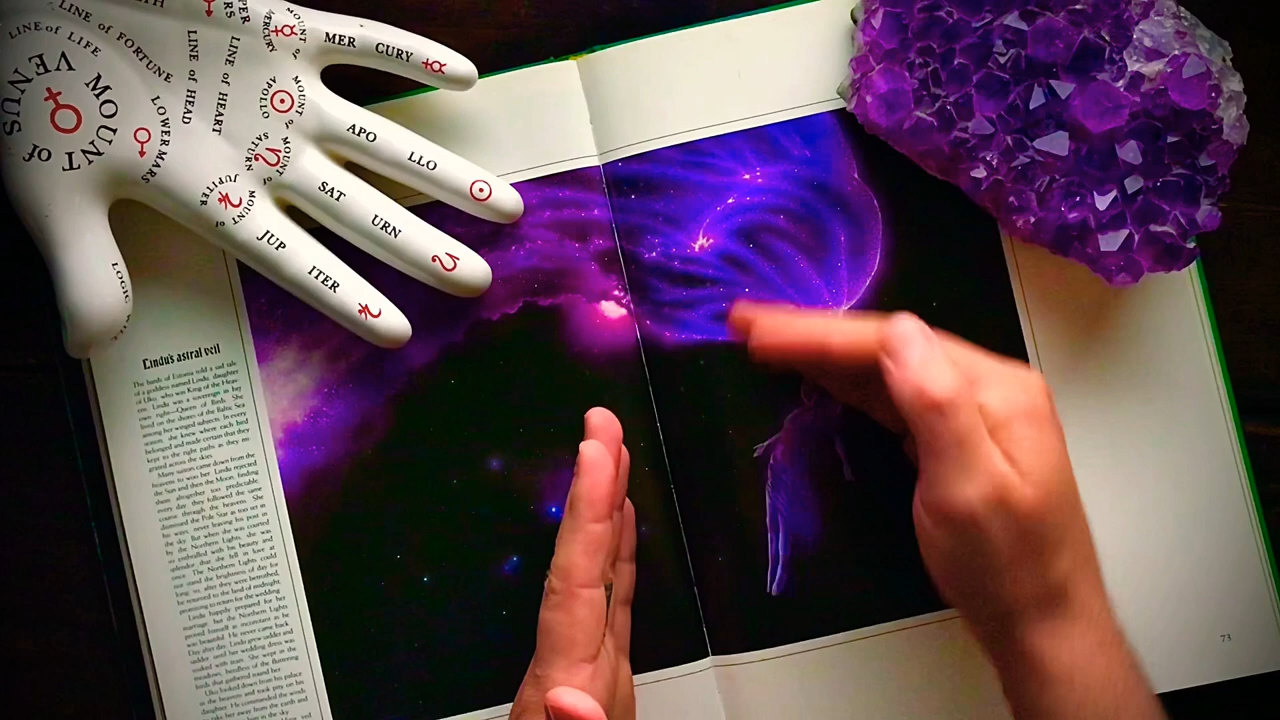 LINE of LIFE
LINE of FORTUNE
MOUNT of VENUS
LOWER MARS
LINE of HEAD
LINE of HEART
MOUNT of MERCURY
MER CURY
MOUNT of APOLLO
APO LLO
MOUNT of SATURN
SAT URN
MOUNT of JUPITER
JUP ITER
LOGIC
Lindu's astral veil
The bards of Estonia told a sad tale
of a goddess named Lindu, daughter
of Uko, who was King of the Heav-
en. Lindu was a sovereign in her
own right—Queen of Birds. She
lived on the shores of the Baltic Sea
among her winged subjects. In every
season, she knew where each bird
belonged and made certain that they
kept to the right paths as they mi-
grated across the skies.
Many suitors came down from the
heavens to woo her. Lindu rejected
the Sun and then the Moon, finding
them altogether too predictable:
every day they followed the same
course through the heavens. She
dismissed the Pole Star as too set in
his ways, never leaving his post in
the sky. But when she was courted
by the Northern Lights, she was
so enthralled with his beauty and
splendor that she fell in love at
once. The Northern Lights could
not stand the brightness of day for
long; so, after they were betrothed,
he returned to the land of midnight,
promising to return for the wedding.
Lindu happily prepared for her
marriage, but the Northern Lights
proved himself as inconstant as he
was beautiful. He never came back.
Day after day, Lindu grew sadder and
sadder, until her wedding dress was
soaked with tears. She wept in the
meadows, heedless of the fluttering
birds that gathered round her.
Uko looked down from his palace
in the heavens and took pity on his
daughter. He commanded the winds
to take her away from the earth and
73